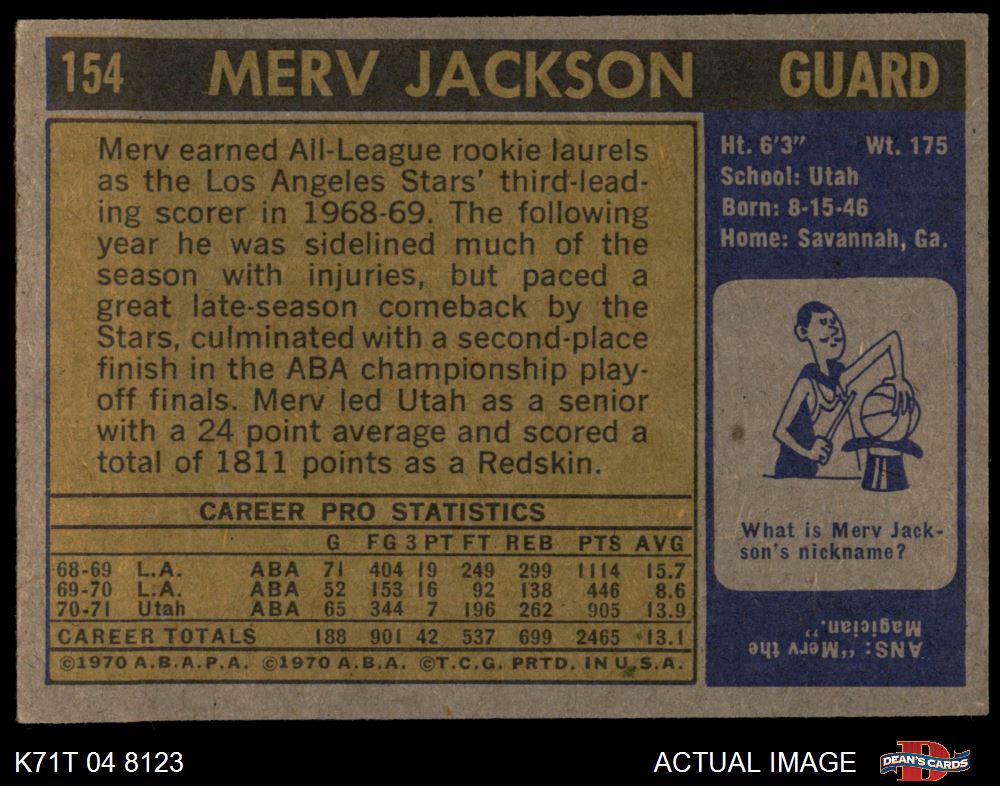 154 MERV JACKSON GUARD
Merv earned All-League rookie laurels
as the Los Angeles Stars' third-lead-
ing scorer in 1968-69. The following
year he was sidelined much of the
season with injuries, but paced a
great late-season comeback by the
Stars, culminated with a second-place
finish in the ABA championship play-
off finals. Merv led Utah as a senior
with a 24 point average and scored a
total of 1811 points as a Redskin.
CAREER PRO STATISTICS
G FG 3 PT FT REB PTS AVG
68-69 L.A. ABA 71 404 19 249 299 1114 15.7
69-70 L.A. ABA 52 153 16 92 138 446 8.6
70-71 Utah ABA 65 344 7 196 262 905 13.9
CAREER TOTALS 188 901 42 537 699 2465 13.1
©1970 A.B.A.P.A. ©1970 A.B.A. ©T.C.G. PRTD. IN U.S.A.
Ht. 6'3" Wt. 175
School: Utah
Born: 8-15-46
Home: Savannah, Ga.
What is Merv Jack-
son's nickname?
ANS: "Merv the
Magician."
K71T 04 8123 ACTUAL IMAGE
D
DEAN'S CARDS